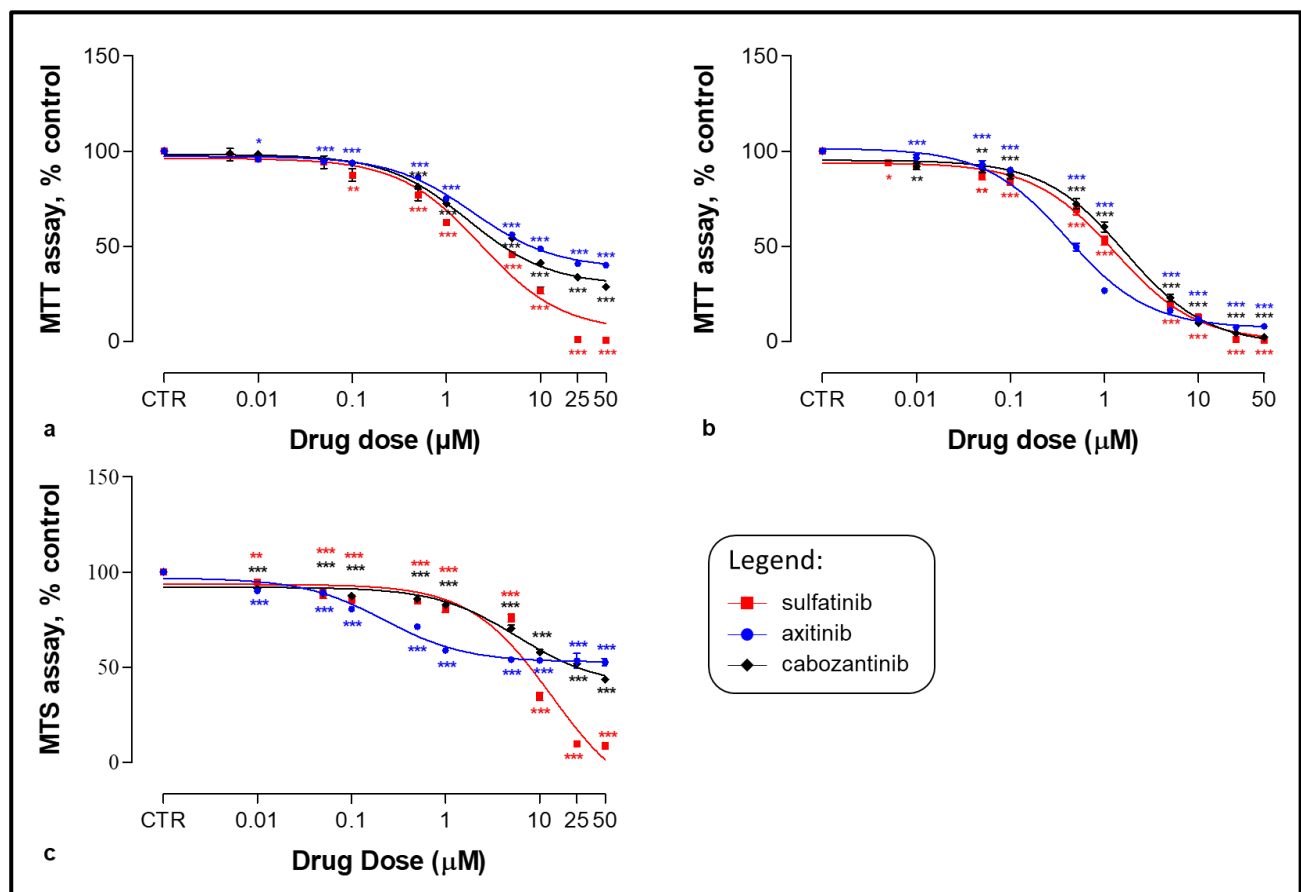 MTT assay, % control
150
100
50
0
* *** *** *** *** *** *** *** ***
*** *** *** *** *** ***
** *** *** *** *** *** ***
CTR 0.01 0.1 1 10 25 50
a
Drug dose (µM)
MTT assay, % control
150
100
50
0
*** *** *** *** *** *** *** *** ***
** ** *** *** *** *** *** *** ***
* ** *** *** *** *** *** *** ***
CTR 0.01 0.1 1 10 50
b
Drug dose (μM)
MTS assay, % control
150
100
50
0
** *** *** *** *** *** *** *** ***
*** *** *** *** *** *** *** *** ***
*** *** *** *** *** *** *** *** ***
CTR 0.01 0.1 1 10 25 50
c
Drug Dose (μM)
Legend:
sulfatinib
axitinib
cabozantinib